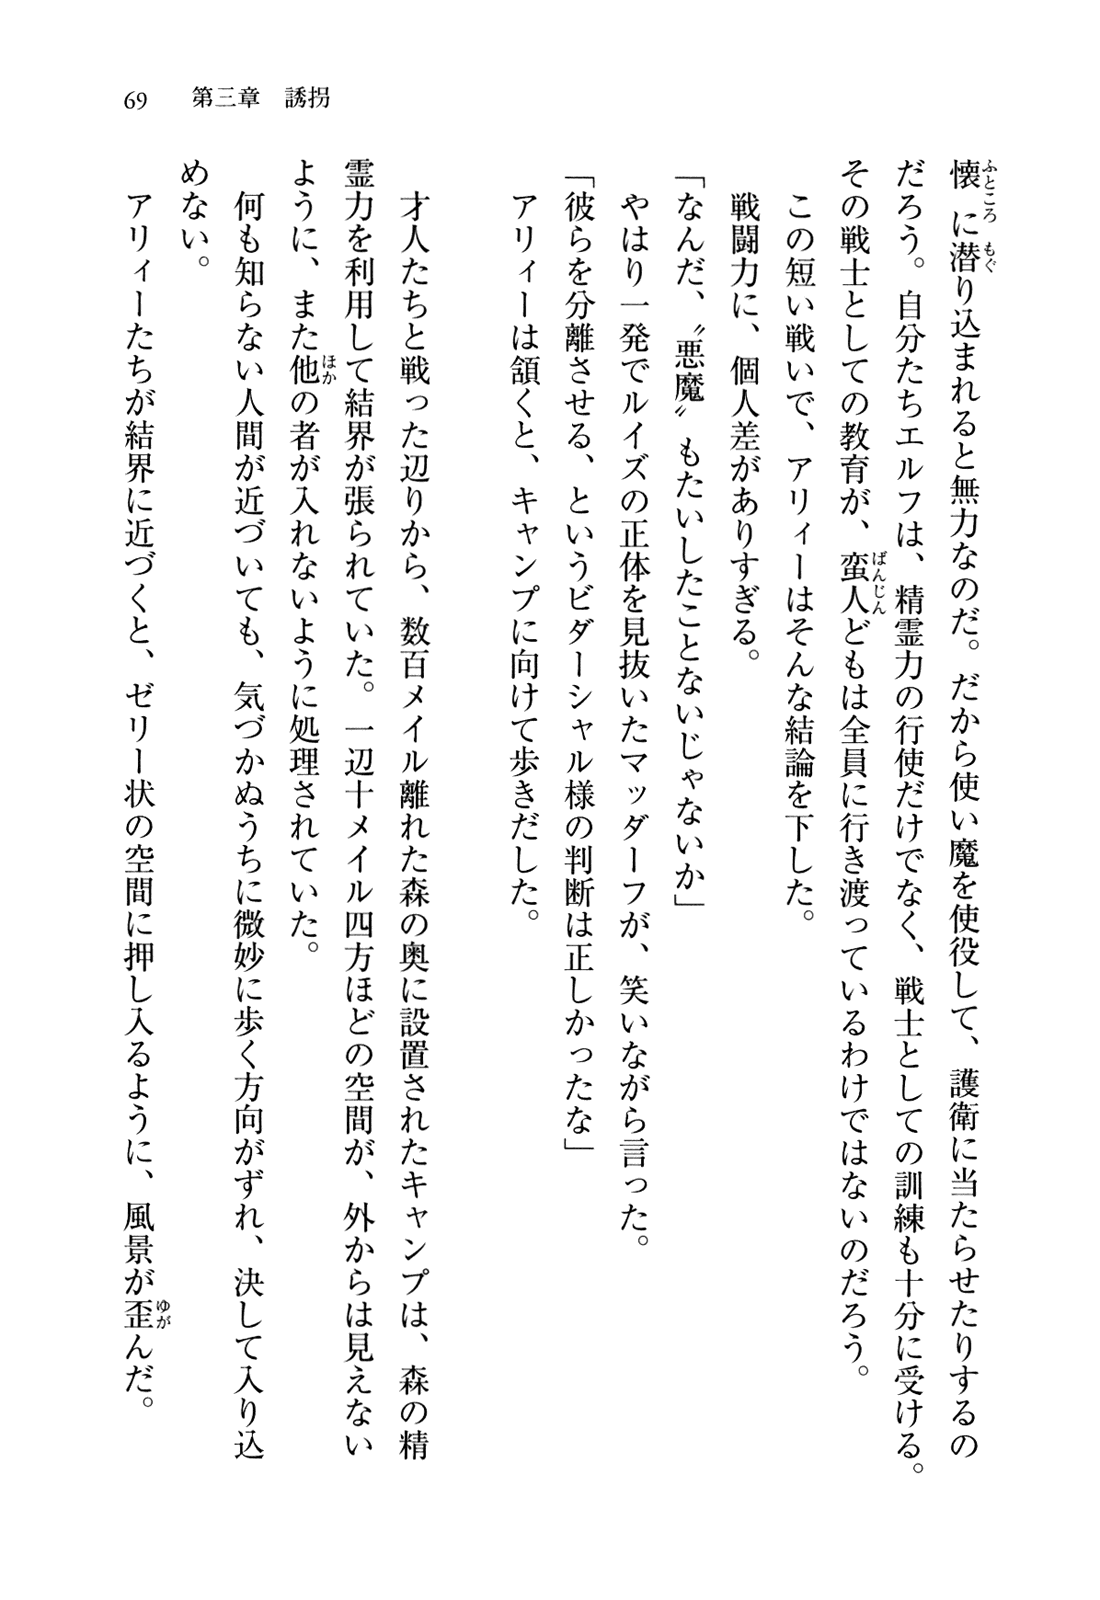 69　第三章　誘拐
懐に潜り込まれると無力なのだ。だから使い魔を使役して、護衛に当たらせたりするの
だろう。自分たちエルフは、精霊力の行使だけでなく、戦士としての訓練も十分に受ける。
その戦士としての教育が、蛮人どもは全員に行き渡っているわけではないのだろう。
　この短い戦いで、アリィーはそんな結論を下した。
　戦闘力に、個人差がありすぎる。
「なんだ、〝悪魔〟もたいしたことないじゃないか」
　やはり一発でルイズの正体を見抜いたマッダーフが、笑いながら言った。
「彼らを分離させる、というビダーシャル様の判断は正しかったな」
　アリィーは頷くと、キャンプに向けて歩きだした。
　才人たちと戦った辺りから、数百メイル離れた森の奥に設置されたキャンプは、森の精
霊力を利用して結界が張られていた。一辺十メイル四方ほどの空間が、外からは見えない
ように、また他の者が入れないように処理されていた。
　何も知らない人間が近づいても、気づかぬうちに微妙に歩く方向がずれ、決して入り込
めない。
　アリィーたちが結界に近づくと、ゼリー状の空間に押し入るように、風景が歪んだ。